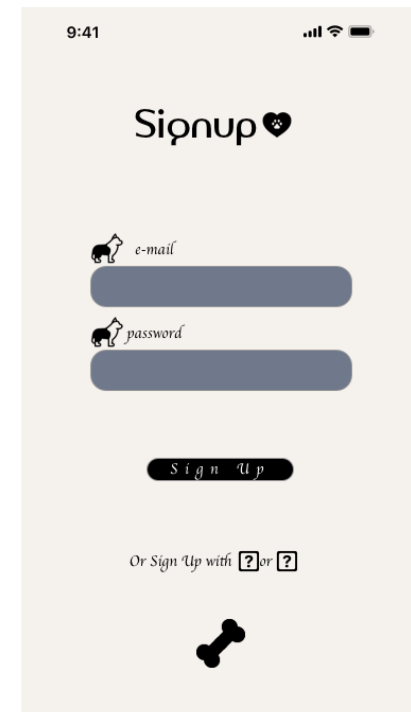 9:41
Signup
e-mail
password
Sign Up
Or Sign Up with ? or ?